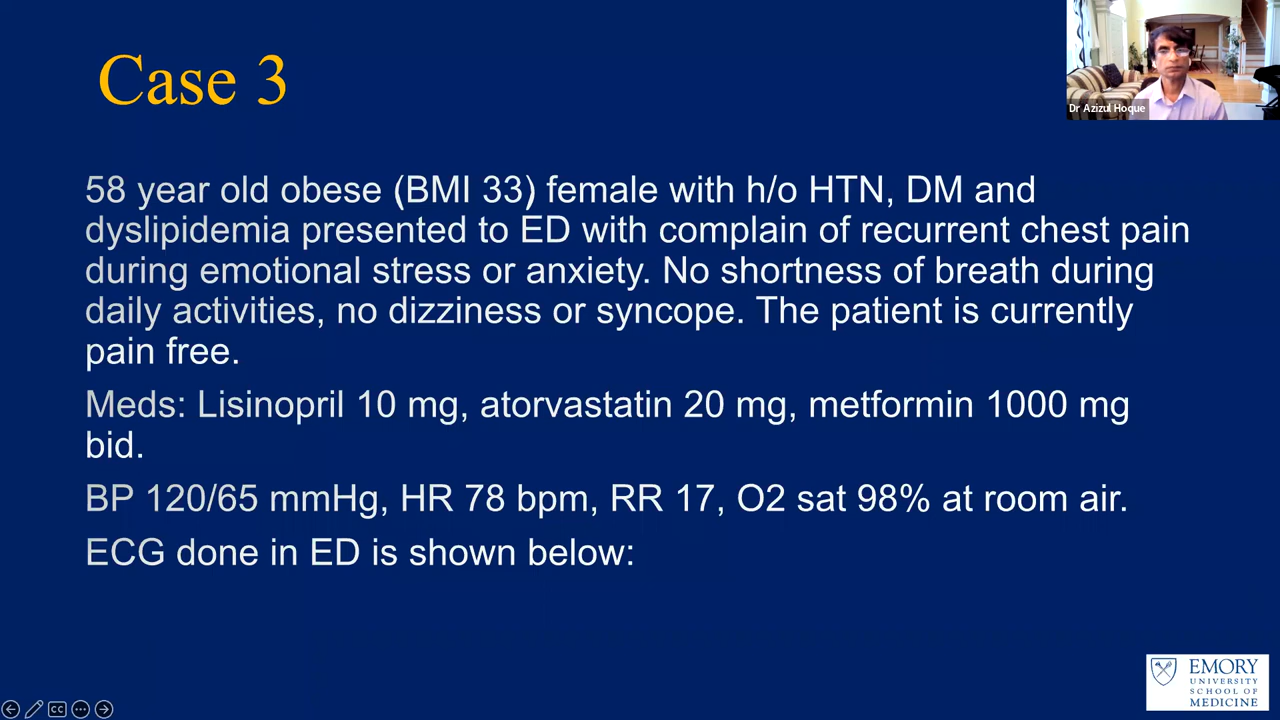 Case 3
Dr Azizul Hoque
58 year old obese (BMI 33) female with h/o HTN, DM and
dyslipidemia presented to ED with complain of recurrent chest pain
during emotional stress or anxiety. No shortness of breath during
daily activities, no dizziness or syncope. The patient is currently
pain free.
Meds: Lisinopril 10 mg, atorvastatin 20 mg, metformin 1000 mg
bid.
BP 120/65 mmHg, HR 78 bpm, RR 17, O2 sat 98% at room air.
ECG done in ED is shown below:
EMORY
UNIVERSITY
SCHOOL OF
MEDICINE
CC